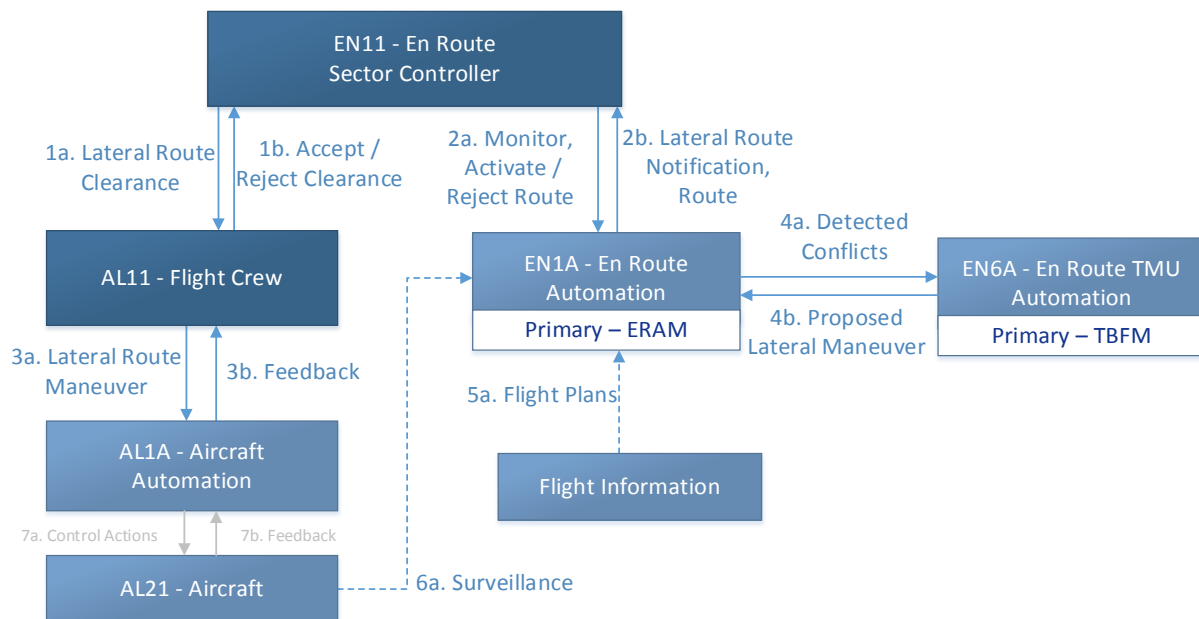 EN11 - En Route
Sector Controller
1a. Lateral Route
Clearance
1b. Accept /
Reject Clearance
2a. Monitor,
Activate /
Reject Route
2b. Lateral Route
Notification,
Route
AL11 - Flight Crew
EN1A - En Route
Automation
Primary – ERAM
4a. Detected
Conflicts
4b. Proposed
Lateral Maneuver
EN6A - En Route TMU
Automation
Primary – TBFM
3a. Lateral Route
Maneuver
3b. Feedback
5a. Flight Plans
AL1A - Aircraft
Automation
Flight Information
7a. Control Actions
7b. Feedback
AL21 - Aircraft
6a. Surveillance